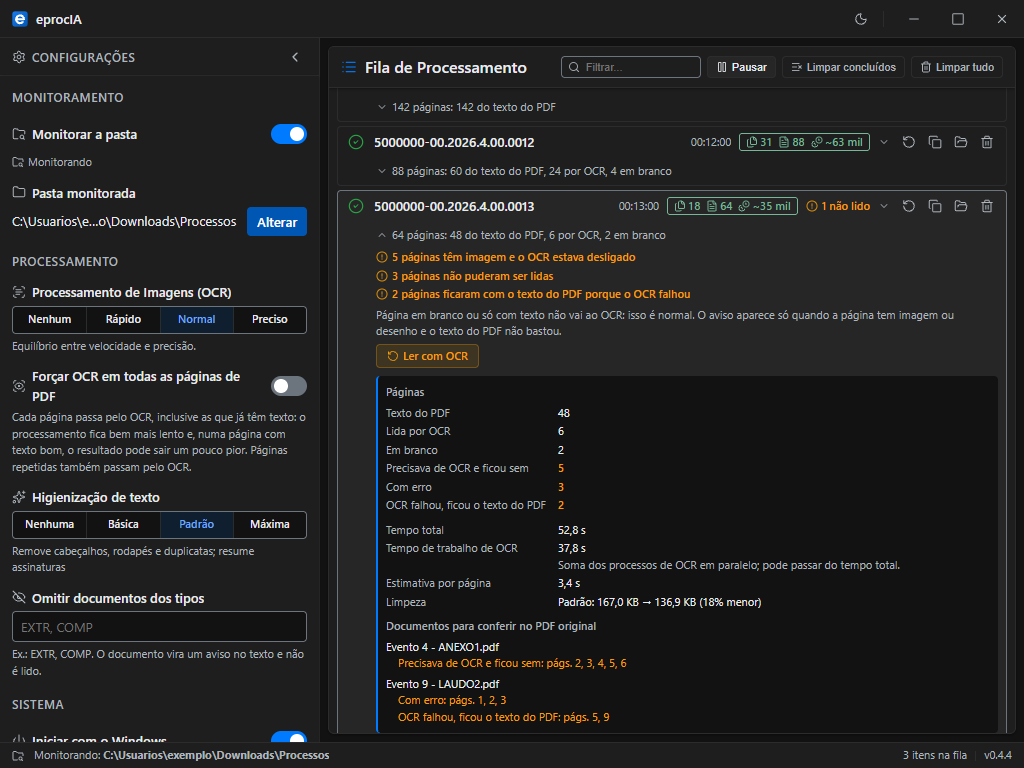 eprocIA
CONFIGURAÇÕES
MONITORAMENTO
Monitorar a pasta
Monitorando
Pasta monitorada
C:\Usuarios\e...o\Downloads\Processos
Alterar
PROCESSAMENTO
Processamento de Imagens (OCR)
Nenhum Rápido Normal Preciso
Equilíbrio entre velocidade e precisão.
Forçar OCR em todas as páginas de
PDF
Cada página passa pelo OCR, inclusive as que já têm texto: o
processamento fica bem mais lento e, numa página com
texto bom, o resultado pode sair um pouco pior. Páginas
repetidas também passam pelo OCR.
Higienização de texto
Nenhuma Básica Padrão Máxima
Remove cabeçalhos, rodapés e duplicatas; resume
assinaturas
Omitir documentos dos tipos
EXTR, COMP
Ex.: EXTR, COMP. O documento vira um aviso no texto e não
é lido.
SISTEMA
Iniciar com o Windows
Fila de Processamento
Filtrar...
Pausar
Limpar concluídos
Limpar tudo
142 páginas: 142 do texto do PDF
5000000-00.2026.4.00.0012 00:12:00 31 88 ~63 mil
88 páginas: 60 do texto do PDF, 24 por OCR, 4 em branco
5000000-00.2026.4.00.0013 00:13:00 18 64 ~35 mil 1 não lido
64 páginas: 48 do texto do PDF, 6 por OCR, 2 em branco
5 páginas têm imagem e o OCR estava desligado
3 páginas não puderam ser lidas
2 páginas ficaram com o texto do PDF porque o OCR falhou
Página em branco ou só com texto não vai ao OCR: isso é normal. O aviso aparece só quando a página tem imagem ou
desenho e o texto do PDF não bastou.
Ler com OCR
Páginas
Texto do PDF 48
Lida por OCR 6
Em branco 2
Precisava de OCR e ficou sem 5
Com erro 3
OCR falhou, ficou o texto do PDF 2
Tempo total 52,8 s
Tempo de trabalho de OCR 37,8 s
Soma dos processos de OCR em paralelo; pode passar do tempo total.
Estimativa por página 3,4 s
Limpeza Padrão: 167,0 KB → 136,9 KB (18% menor)
Documentos para conferir no PDF original
Evento 4 - ANEXO1.pdf
Precisava de OCR e ficou sem: págs. 2, 3, 4, 5, 6
Evento 9 - LAUDO2.pdf
Com erro: págs. 1, 2, 3
OCR falhou, ficou o texto do PDF: págs. 5, 9
Monitorando: C:\Usuarios\exemplo\Downloads\Processos
3 itens na fila v0.4.4